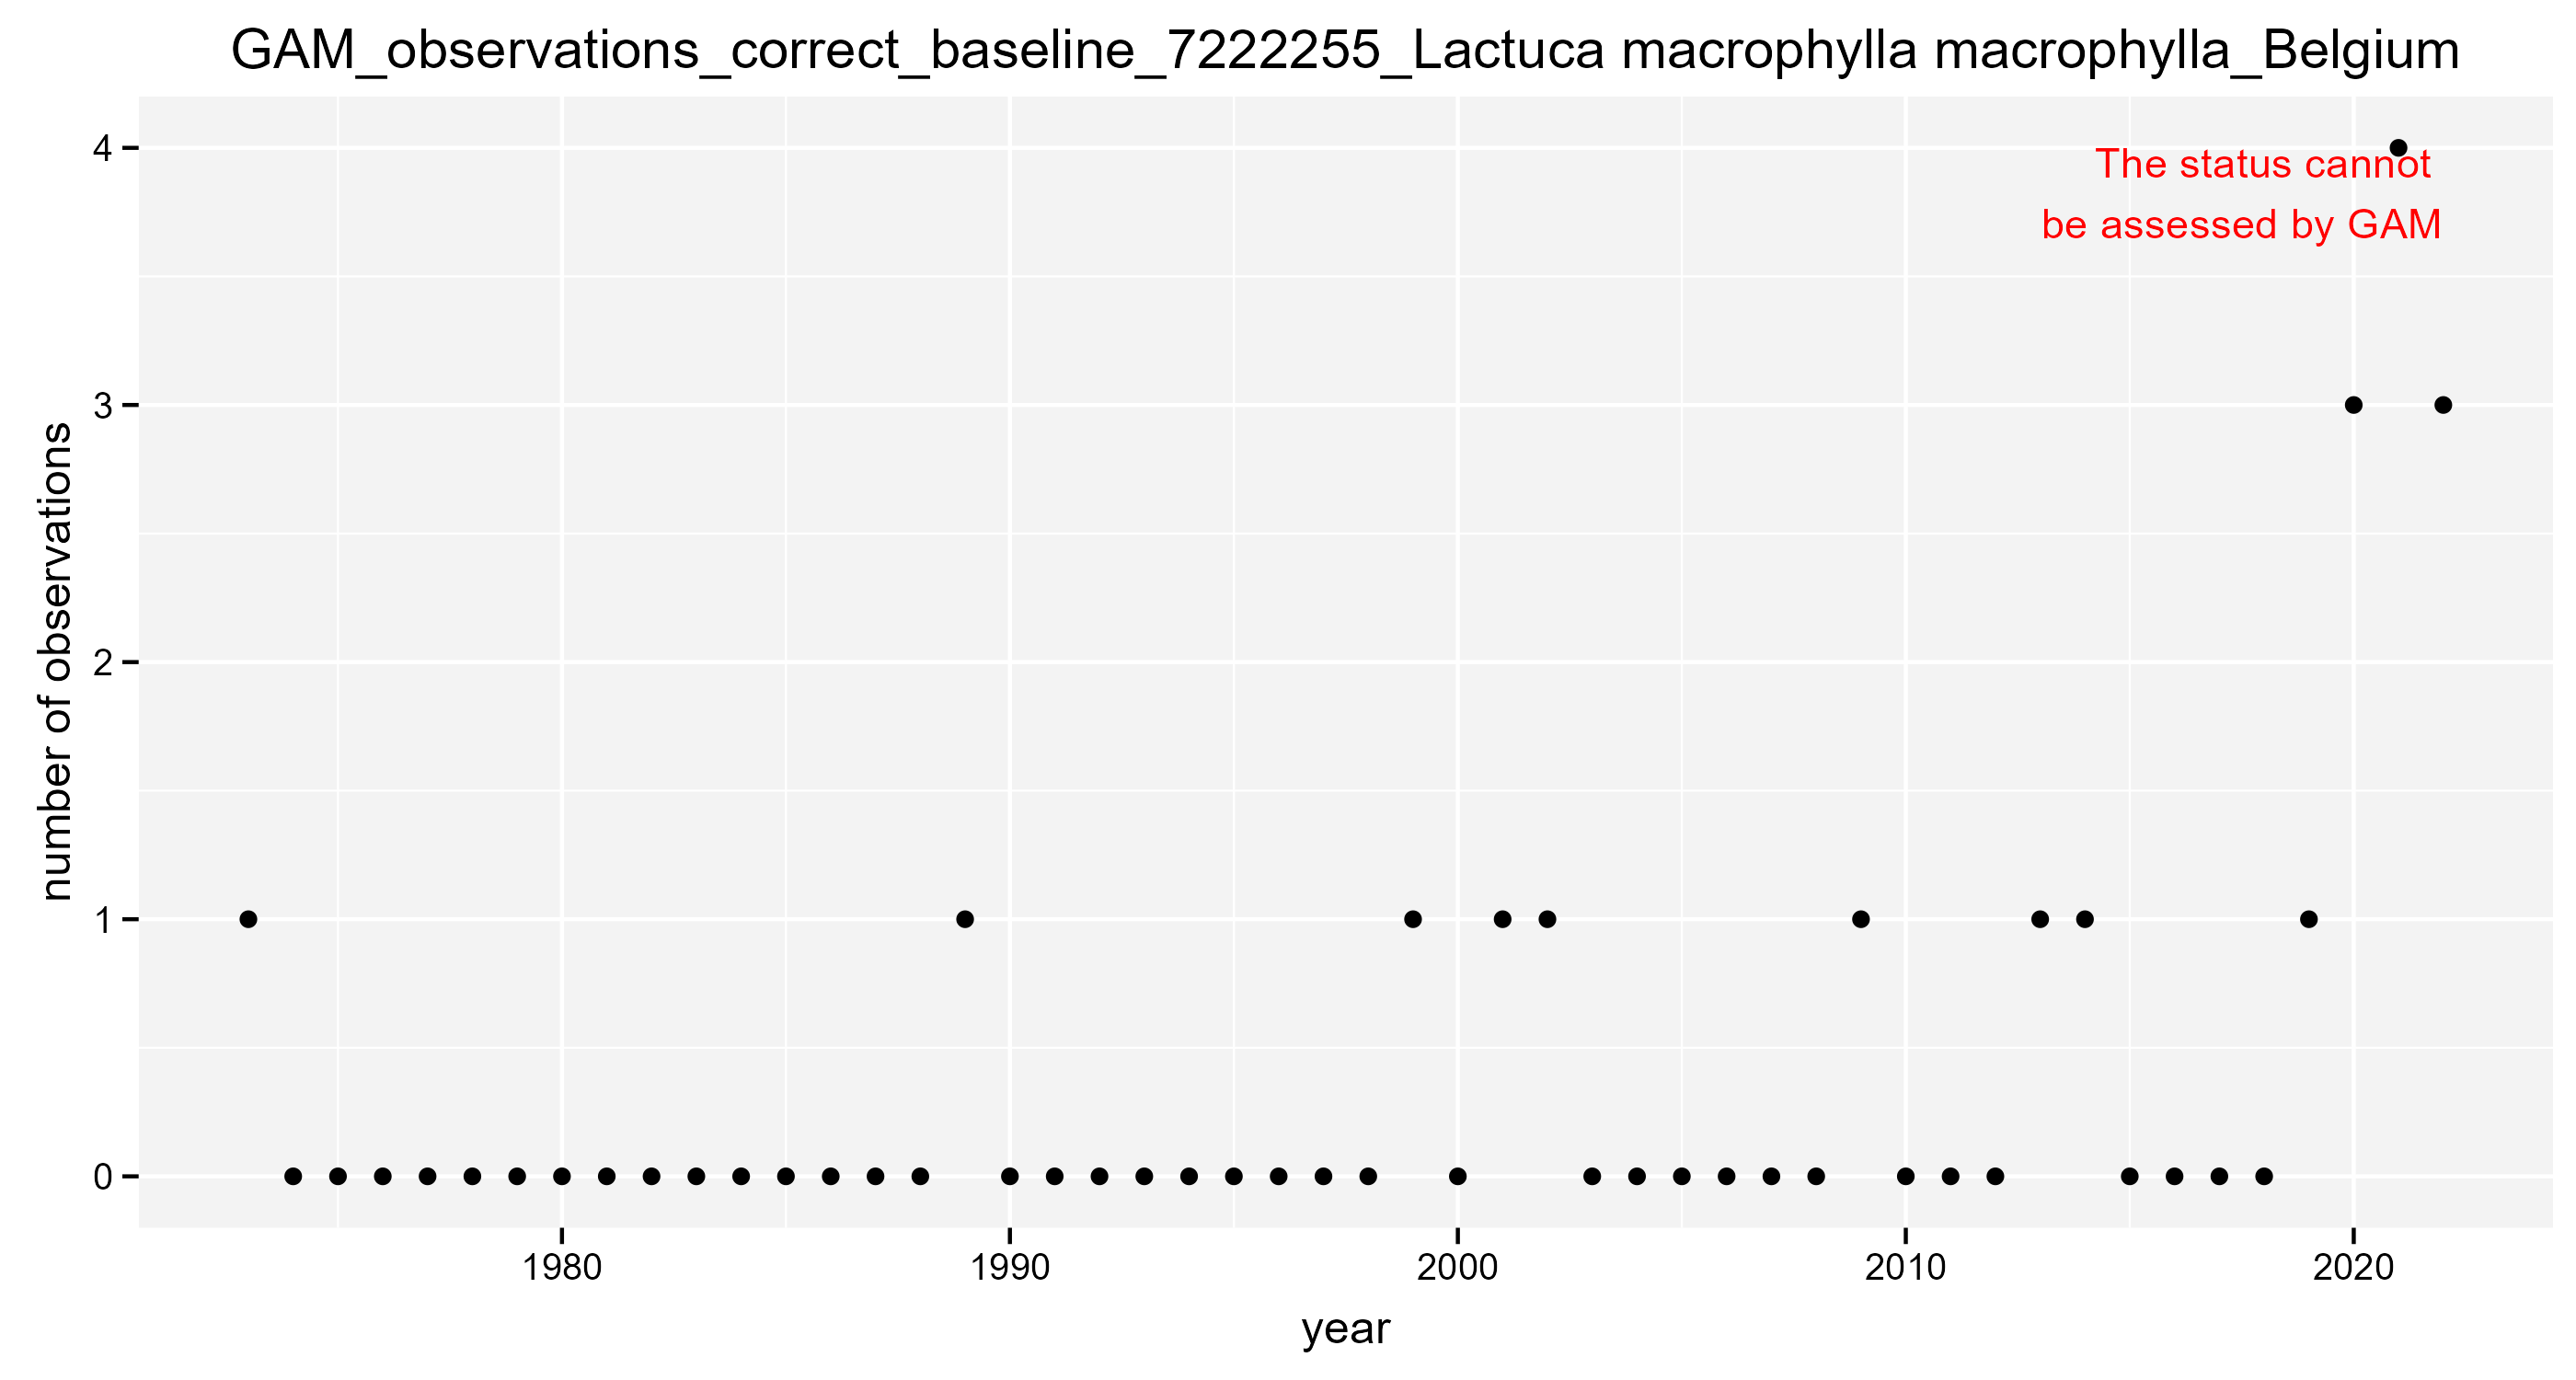 GAM_observations_correct_baseline_7222255_Lactuca macrophylla macrophylla_Belgium
4
The status cannot
be assessed by GAM
3
number of observations
2
1
0
1980 1990 2000 2010 2020
year